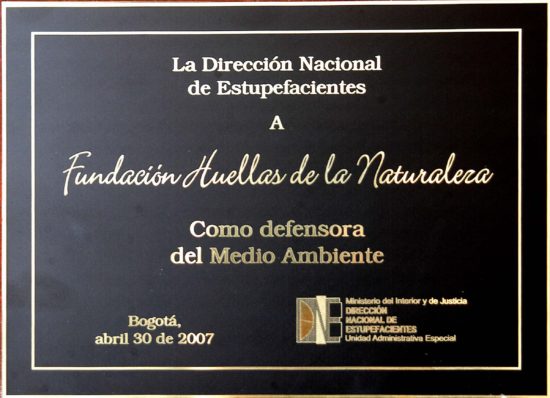 La Dirección Nacional
de Estupefacientes
A
Fundación Huellas de la Naturaleza
Como defensora
del Medio Ambiente
Bogotá,
abril 30 de 2007
DNE
Ministerio del Interior y de Justicia
DIRECCIÓN
NACIONAL DE
ESTUPEFACIENTES
Unidad Administrativa Especial